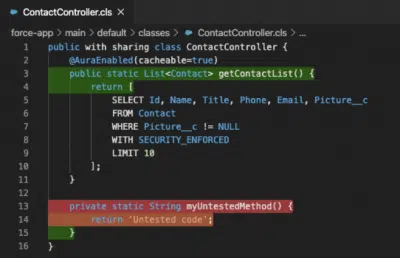 ContactController.cls ×
force-app > main > default > classes > ContactController.cls > ...
1 public with sharing class ContactController {
2 @AuraEnabled(cacheable=true)
3 public static List<Contact> getContactList() {
4 return [
5 SELECT Id, Name, Title, Phone, Email, Picture__c
6 FROM Contact
7 WHERE Picture__c != NULL
8 WITH SECURITY_ENFORCED
9 LIMIT 10
10 ];
11 }
12
13 private static String myUntestedMethod() {
14 return 'Untested code';
15 }
16 }